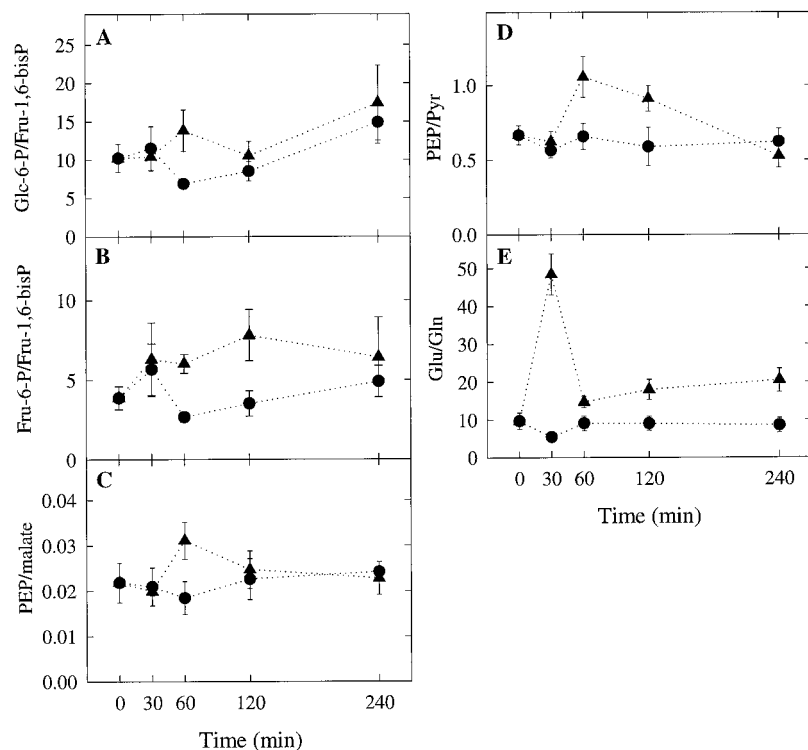 A
Glc-6-P/Fru-1,6-bisP
25
20
15
10
5
0
B
Fru-6-P/Fru-1,6-bisP
10
5
0
C
PEP/malate
0.04
0.03
0.02
0.01
0.00
0 30 60 120 240
Time (min)
D
PEP/Pyr
1.0
0.5
0.0
E
Glu/Gln
50
40
30
20
10
0
0 30 60 120 240
Time (min)